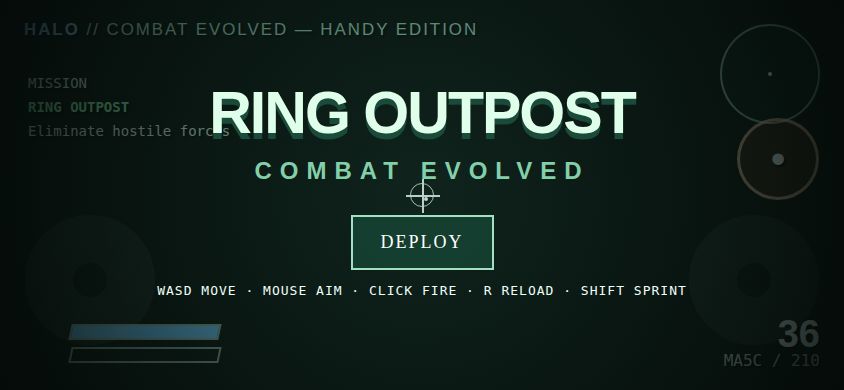 HALO // COMBAT EVOLVED — HANDY EDITION
MISSION
RING OUTPOST
Eliminate hostile forces
RING OUTPOST
COMBAT EVOLVED
DEPLOY
WASD MOVE · MOUSE AIM · CLICK FIRE · R RELOAD · SHIFT SPRINT
36
MA5C / 210